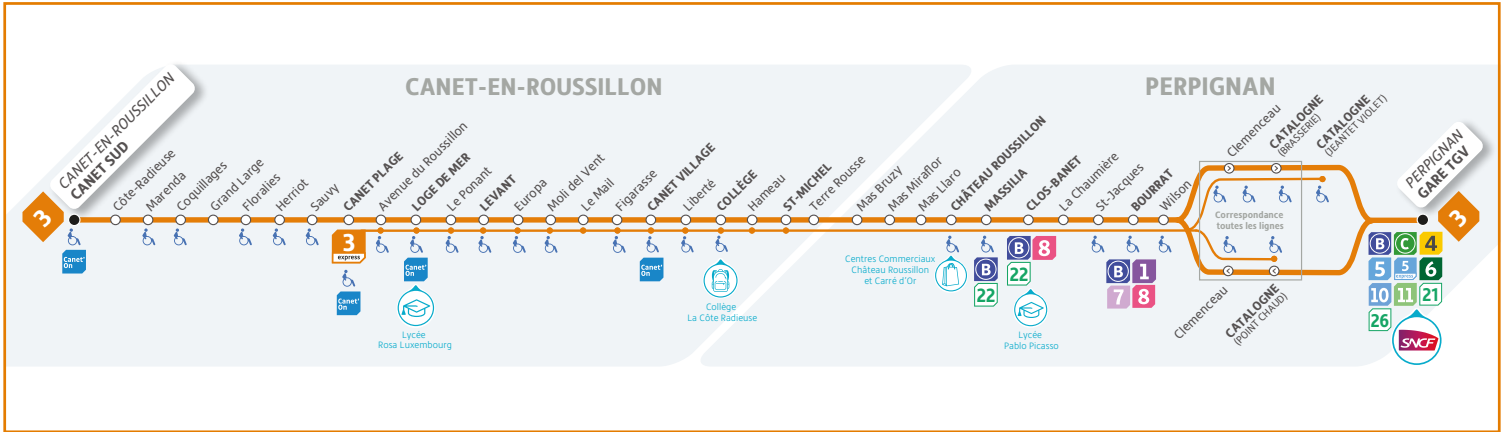 CANET-EN-ROUSSILLON
PERPIGNAN
3
CANET-EN-ROUSSILLON
CANET SUD
Canet'
On
Côte-Radieuse
Marenda
Coquillages
Grand Large
Floralies
Herriot
Sauvy
CANET PLAGE
3
express
Canet'
On
Avenue du Roussillon
LOGE DE MER
Canet'
On
Lycée
Rosa Luxembourg
Le Ponant
LEVANT
Europa
Moli del Vent
Le Mail
Figarasse
CANET VILLAGE
Canet'
On
Liberté
COLLÈGE
Collège
La Côte Radieuse
Hameau
ST-MICHEL
Terre Rousse
Mas Bruzy
Mas Miraflor
Mas Llaro
CHÂTEAU ROUSSILLON
Centres Commerciaux
Château Roussillon
et Carré d'Or
MASSILIA
B
22
CLOS-BANET
B 8
22
Lycée
Pablo Picasso
La Chaumière
St-Jacques
BOURRAT
B 1
7 8
Wilson
Clemenceau
CATALOGNE
(BRASSERIE)
CATALOGNE
(JEANTET VIOLET)
Correspondance
toutes les lignes
Clemenceau
CATALOGNE
(POINT CHAUD)
PERPIGNAN
GARE TGV
3
B C 4
5 5 express 6
10 11 21
26
SNCF